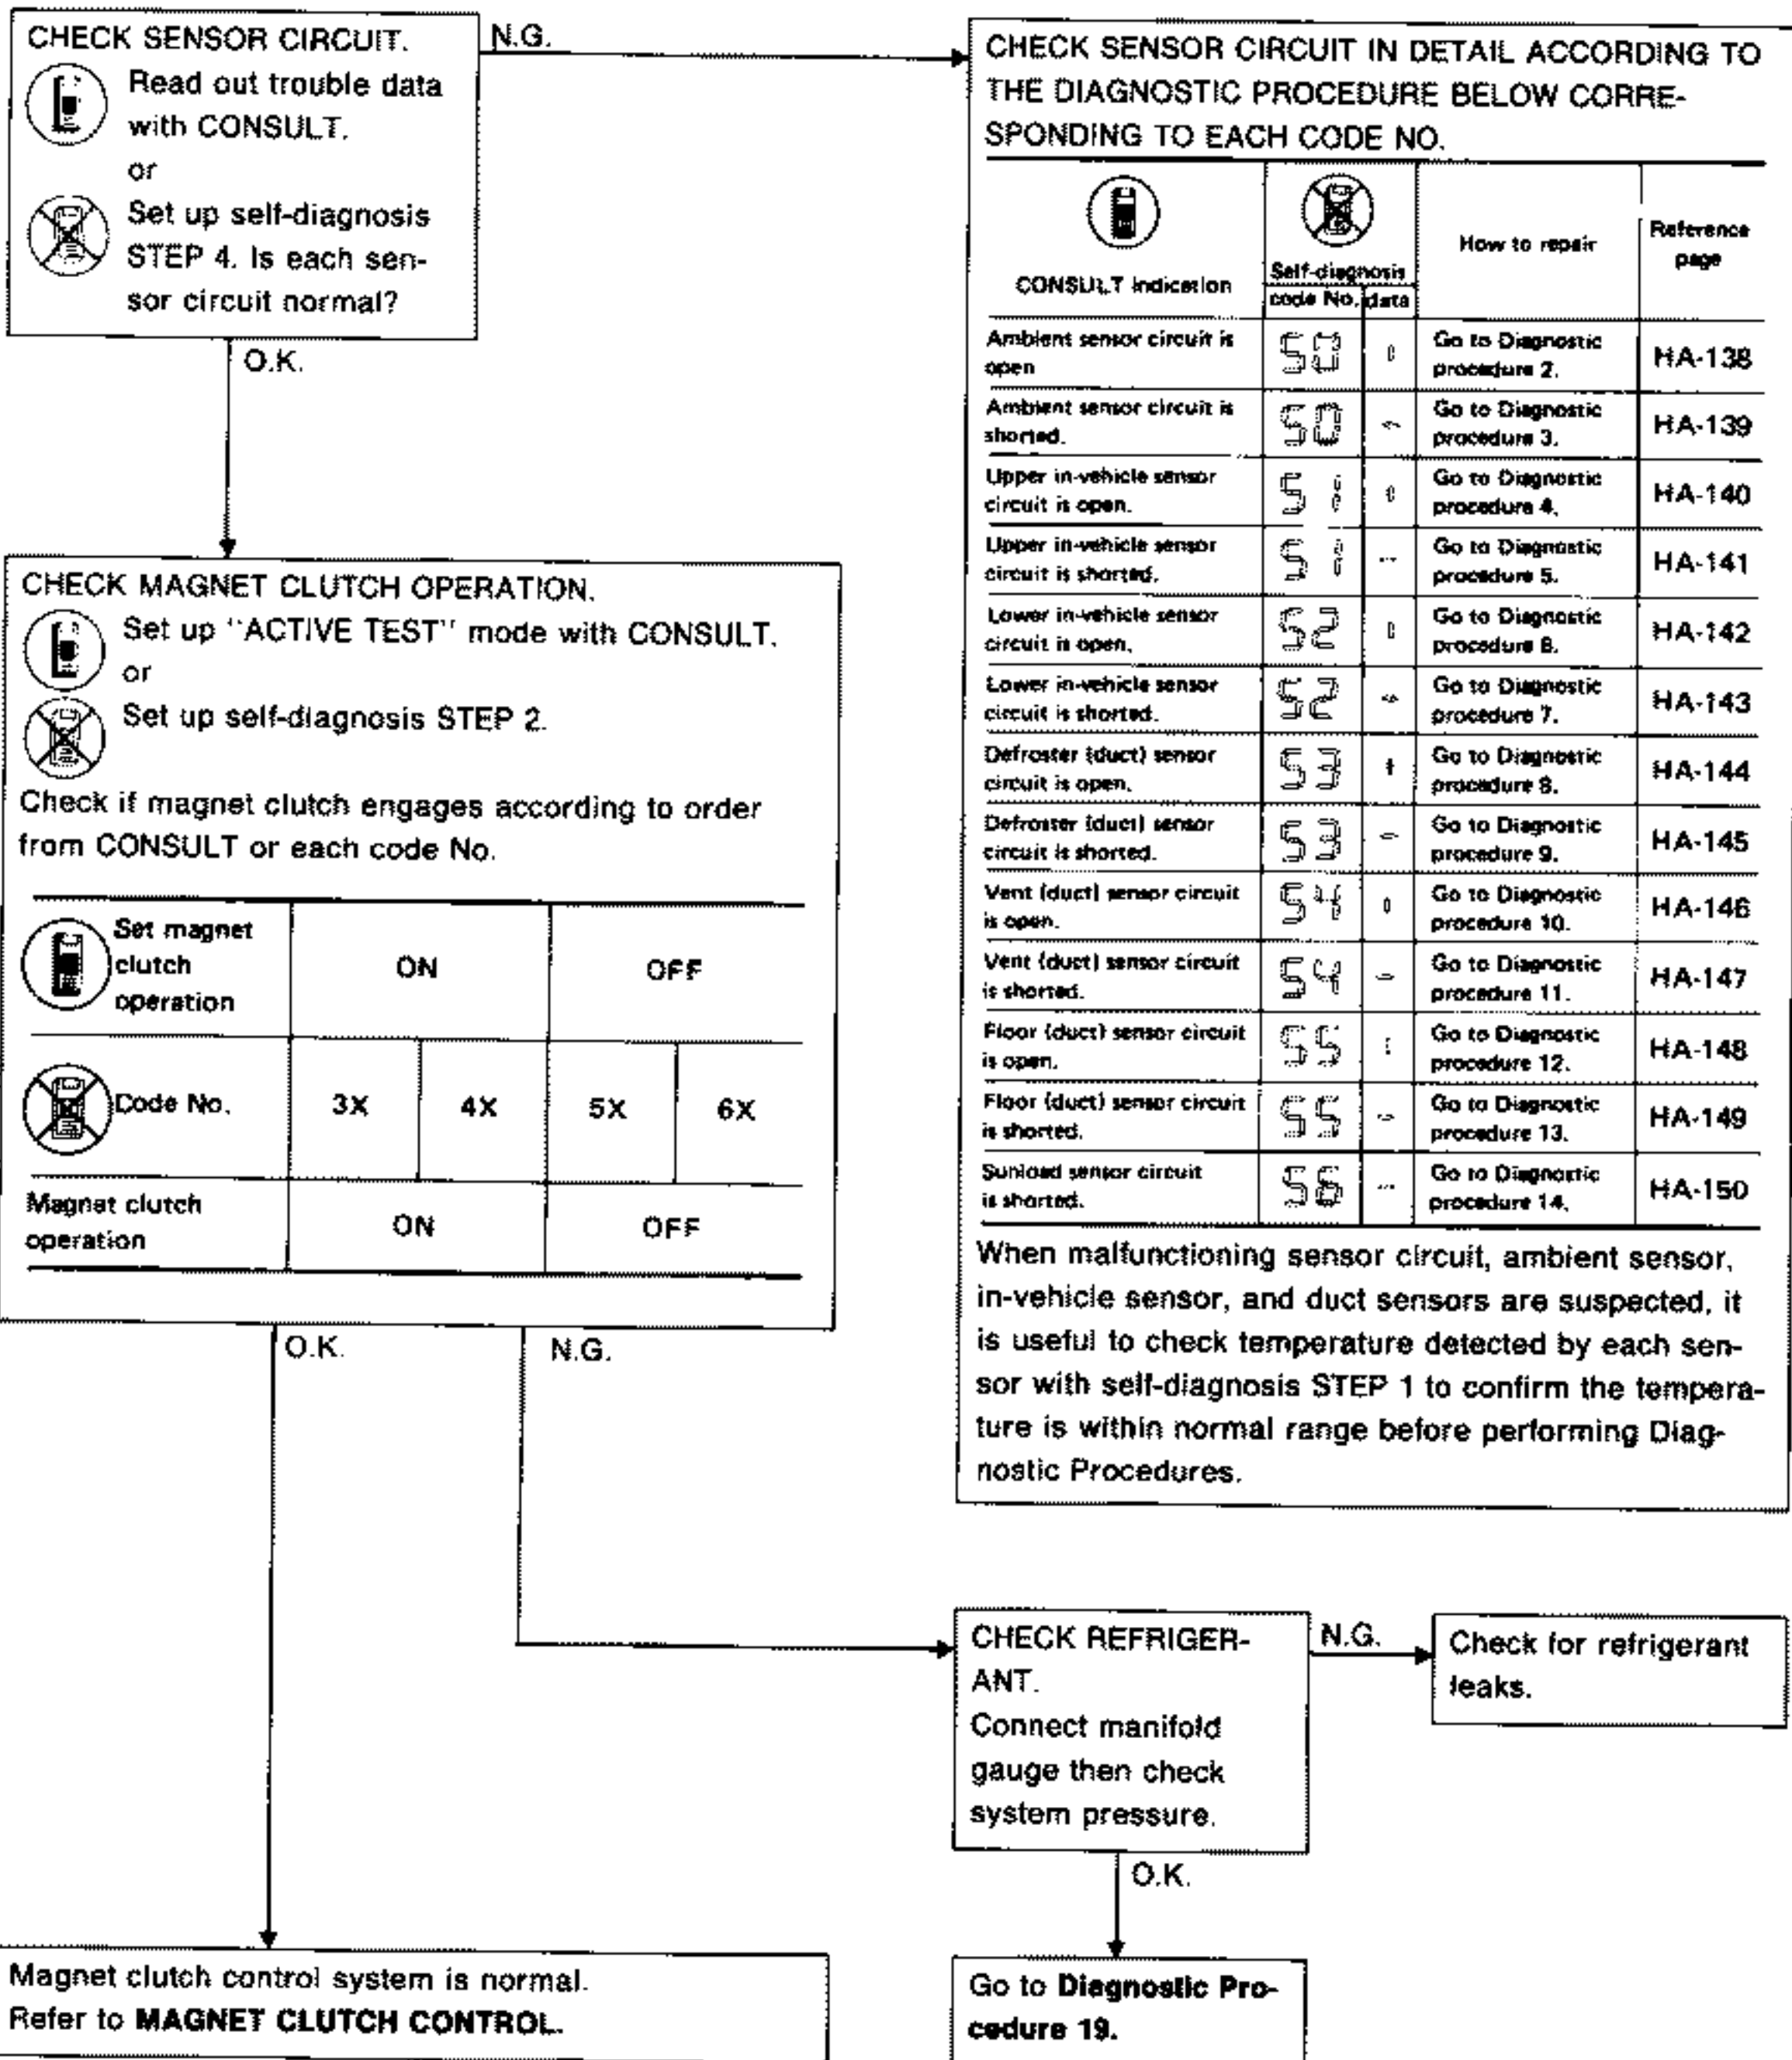 CHECK SENSOR CIRCUIT.
Read out trouble data
with CONSULT.
or
Set up self-diagnosis
STEP 4. Is each sen-
sor circuit normal?
N.G.
O.K.
CHECK SENSOR CIRCUIT IN DETAIL ACCORDING TO
THE DIAGNOSTIC PROCEDURE BELOW CORRE-
SPONDING TO EACH CODE NO.
CONSULT indication
Self-diagnosis
code No. data
How to repair
Reference
page
Ambient sensor circuit is
open
50
Go to Diagnostic
procedure 2.
HA-138
Ambient sensor circuit is
shorted.
50 -
Go to Diagnostic
procedure 3.
HA-139
Upper in-vehicle sensor
circuit is open.
51
Go to Diagnostic
procedure 4.
HA-140
Upper in-vehicle sensor
circuit is shorted.
51 -
Go to Diagnostic
procedure 5.
HA-141
Lower in-vehicle sensor
circuit is open.
52
Go to Diagnostic
procedure 6.
HA-142
Lower in-vehicle sensor
circuit is shorted.
52 -
Go to Diagnostic
procedure 7.
HA-143
Defroster (duct) sensor
circuit is open.
53
Go to Diagnostic
procedure 8.
HA-144
Defroster (duct) sensor
circuit is shorted.
53 -
Go to Diagnostic
procedure 9.
HA-145
Vent (duct) sensor circuit
is open.
54
Go to Diagnostic
procedure 10.
HA-146
Vent (duct) sensor circuit
is shorted.
54 -
Go to Diagnostic
procedure 11.
HA-147
Floor (duct) sensor circuit
is open.
55
Go to Diagnostic
procedure 12.
HA-148
Floor (duct) sensor circuit
is shorted.
55 -
Go to Diagnostic
procedure 13.
HA-149
Sunload sensor circuit
is shorted.
56 -
Go to Diagnostic
procedure 14.
HA-150
When malfunctioning sensor circuit, ambient sensor,
in-vehicle sensor, and duct sensors are suspected, it
is useful to check temperature detected by each sen-
sor with self-diagnosis STEP 1 to confirm the tempera-
ture is within normal range before performing Diag-
nostic Procedures.
CHECK MAGNET CLUTCH OPERATION.
Set up "ACTIVE TEST" mode with CONSULT.
or
Set up self-diagnosis STEP 2.
Check if magnet clutch engages according to order
from CONSULT or each code No.
Set magnet
clutch
operation
ON OFF
Code No. 3X 4X 5X 6X
Magnet clutch
operation
ON OFF
O.K. N.G.
CHECK REFRIGER-
ANT.
Connect manifold
gauge then check
system pressure.
N.G.
Check for refrigerant
leaks.
O.K.
Magnet clutch control system is normal.
Refer to MAGNET CLUTCH CONTROL.
Go to Diagnostic Pro-
cedure 19.